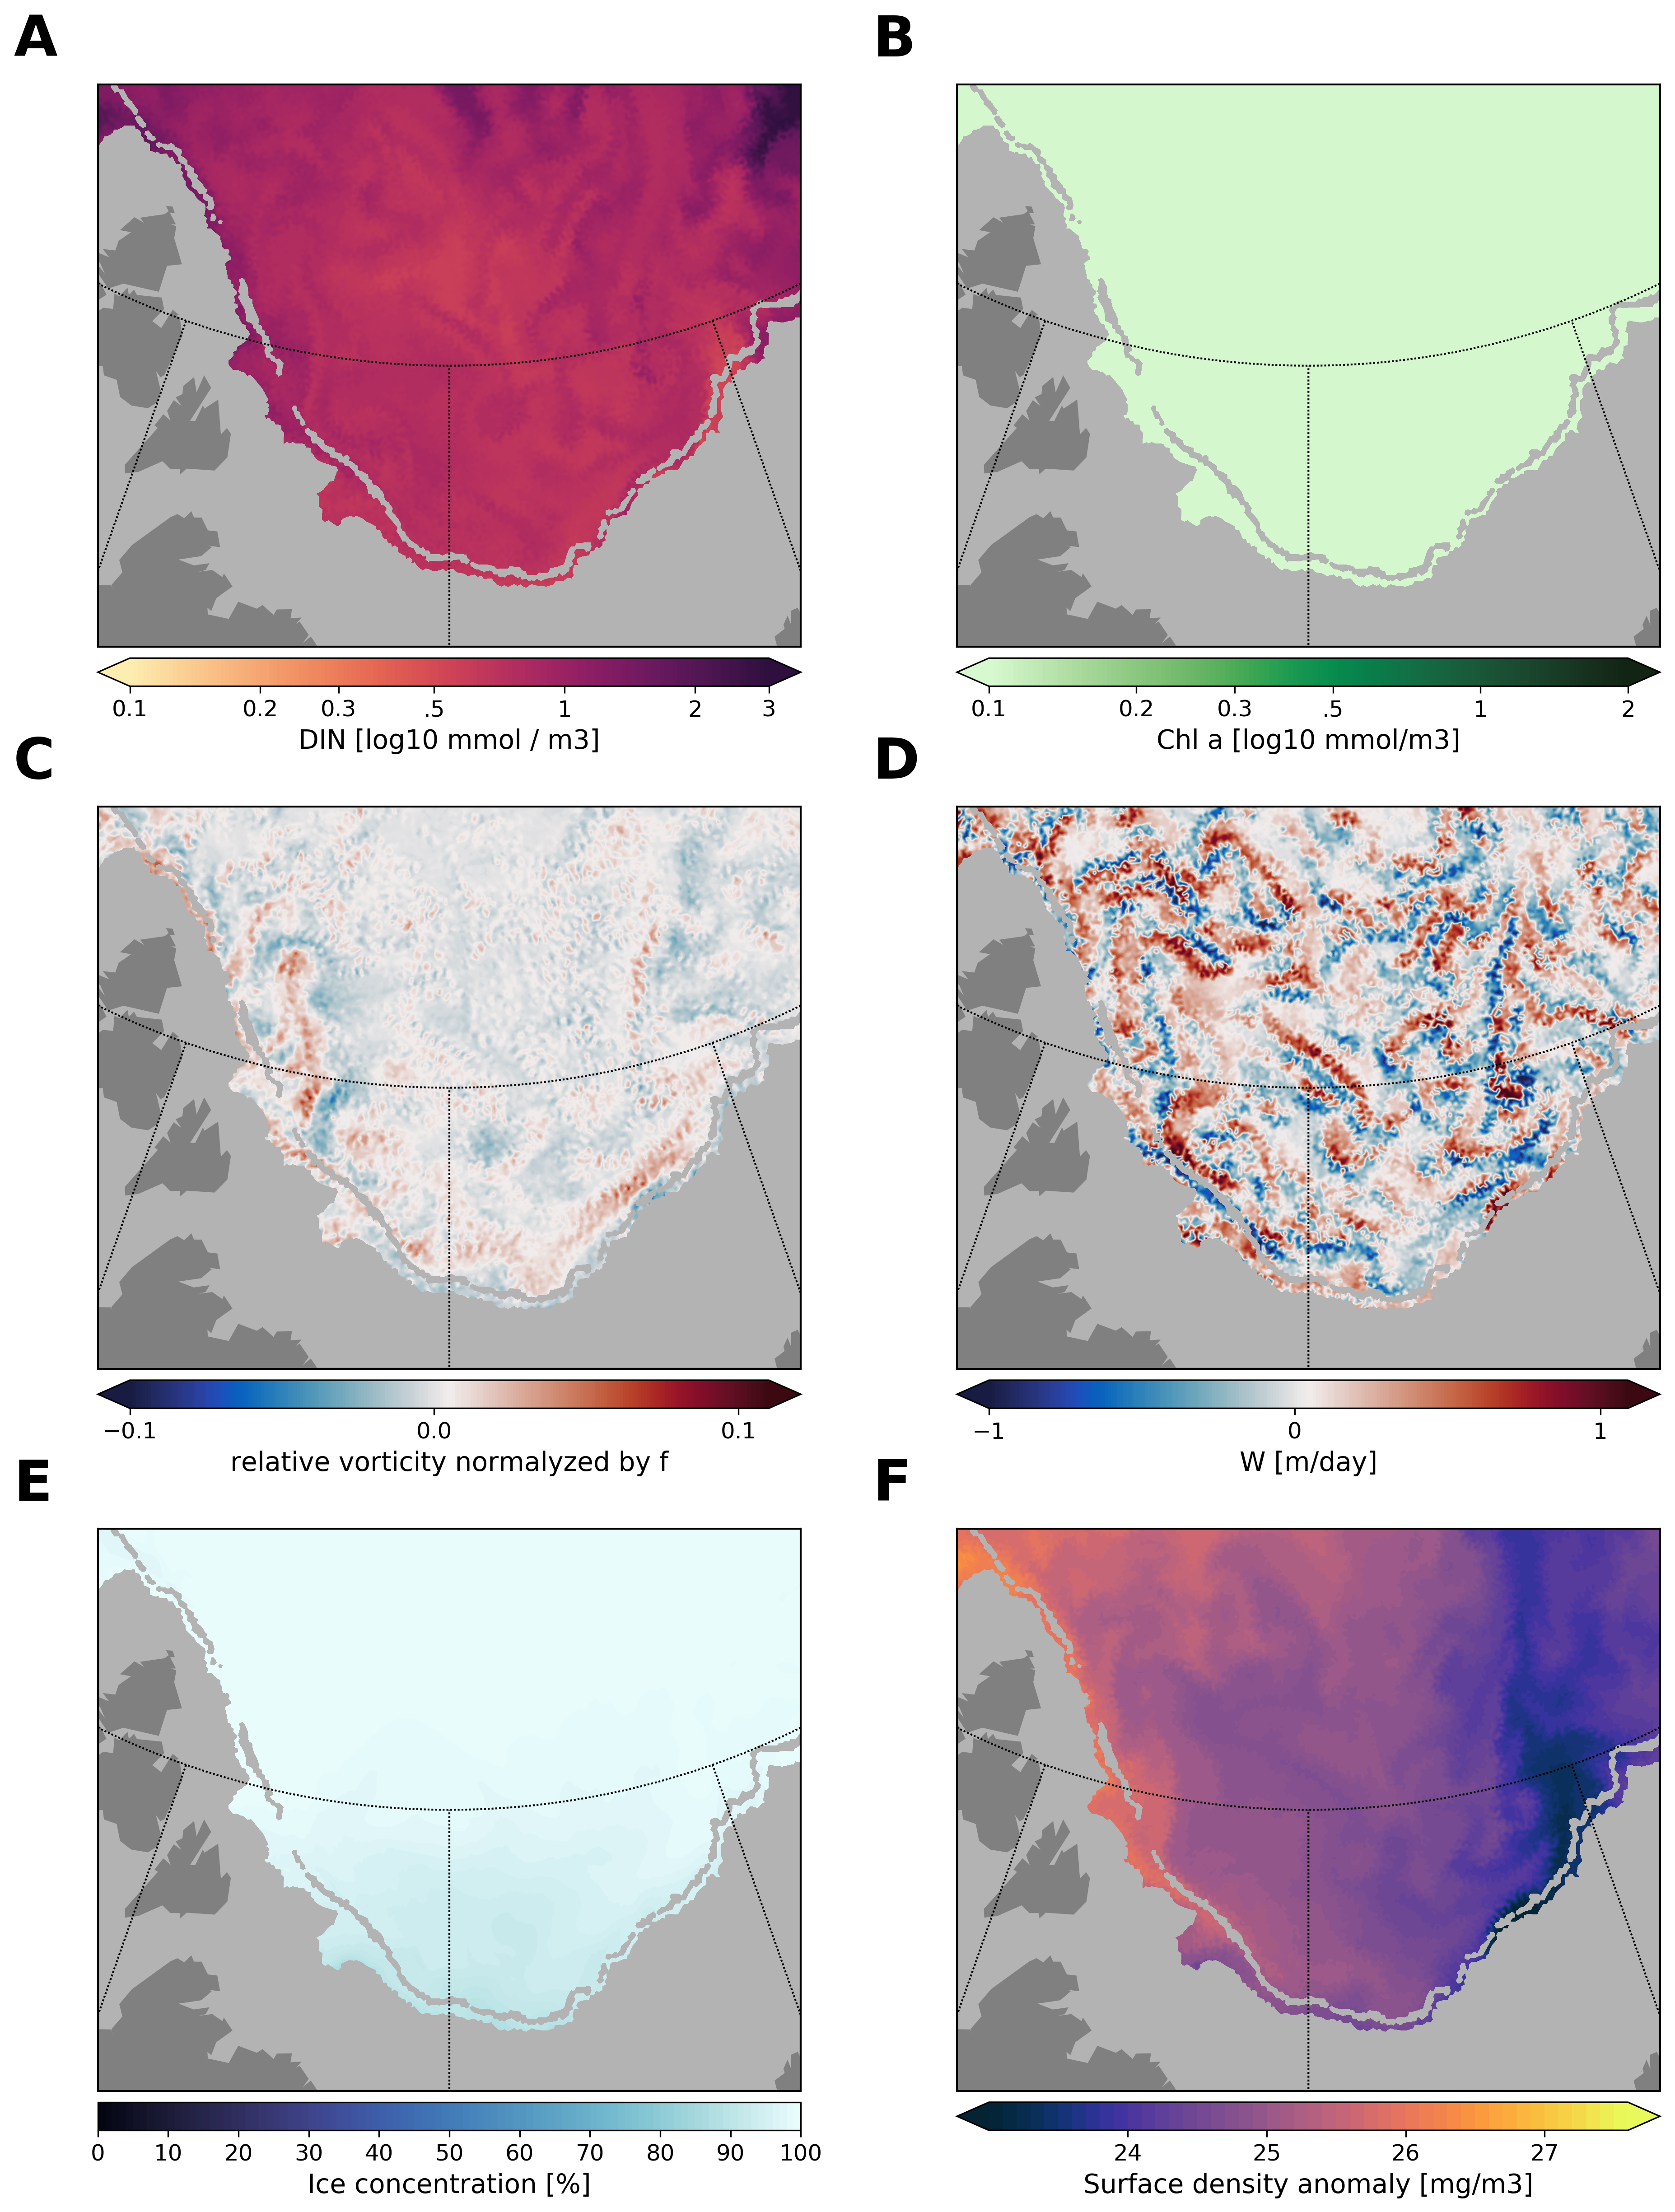 A B
0.1 0.2 0.3 .5 1 2 3
DIN [log10 mmol / m3]
0.1 0.2 0.3 .5 1 2
Chl a [log10 mmol/m3]
C D
−0.1 0.0 0.1
relative vorticity normalyzed by f
−1 0 1
W [m/day]
E F
0 10 20 30 40 50 60 70 80 90 100
Ice concentration [%]
24 25 26 27
Surface density anomaly [mg/m3]